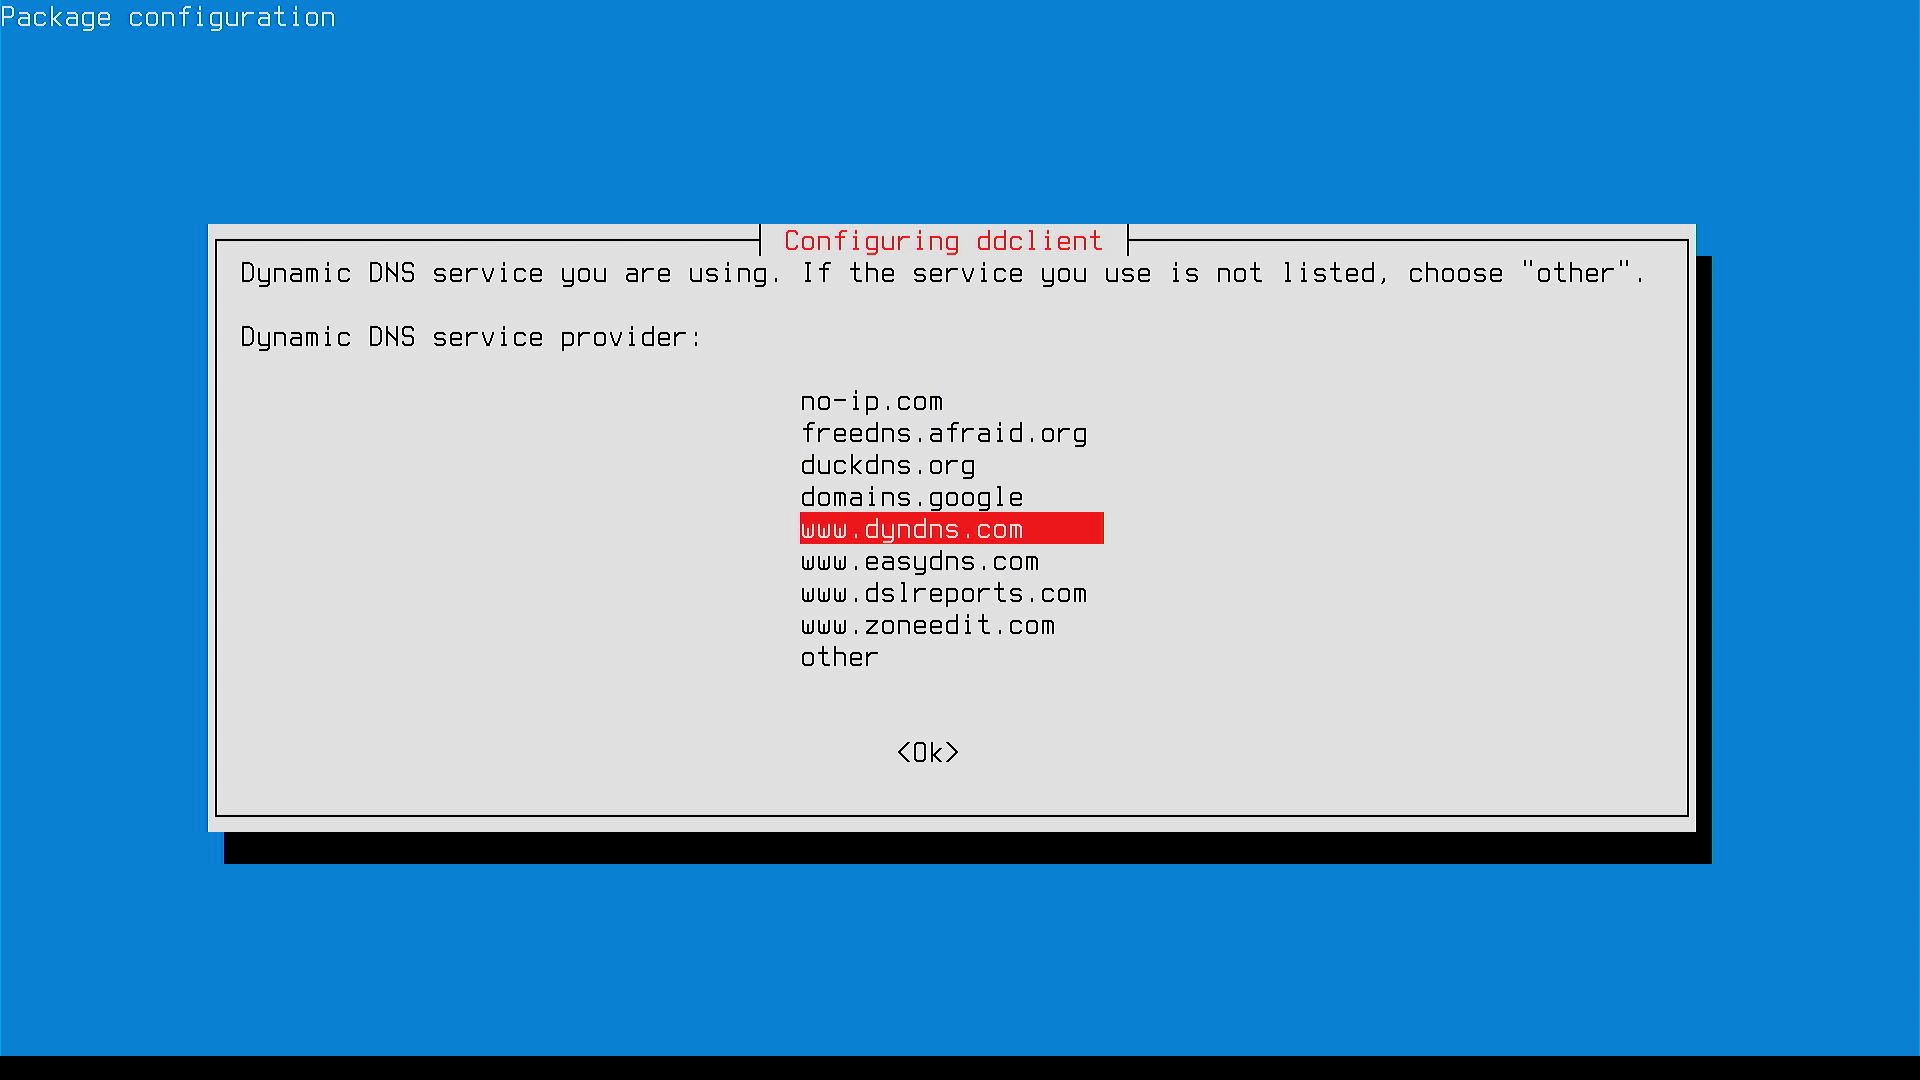 Package configuration
Configuring ddclient
Dynamic DNS service you are using. If the service you use is not listed, choose "other".
Dynamic DNS service provider:
no-ip.com
freedns.afraid.org
duckdns.org
domains.google
www.dyndns.com
www.easydns.com
www.dslreports.com
www.zoneedit.com
other
<Ok>